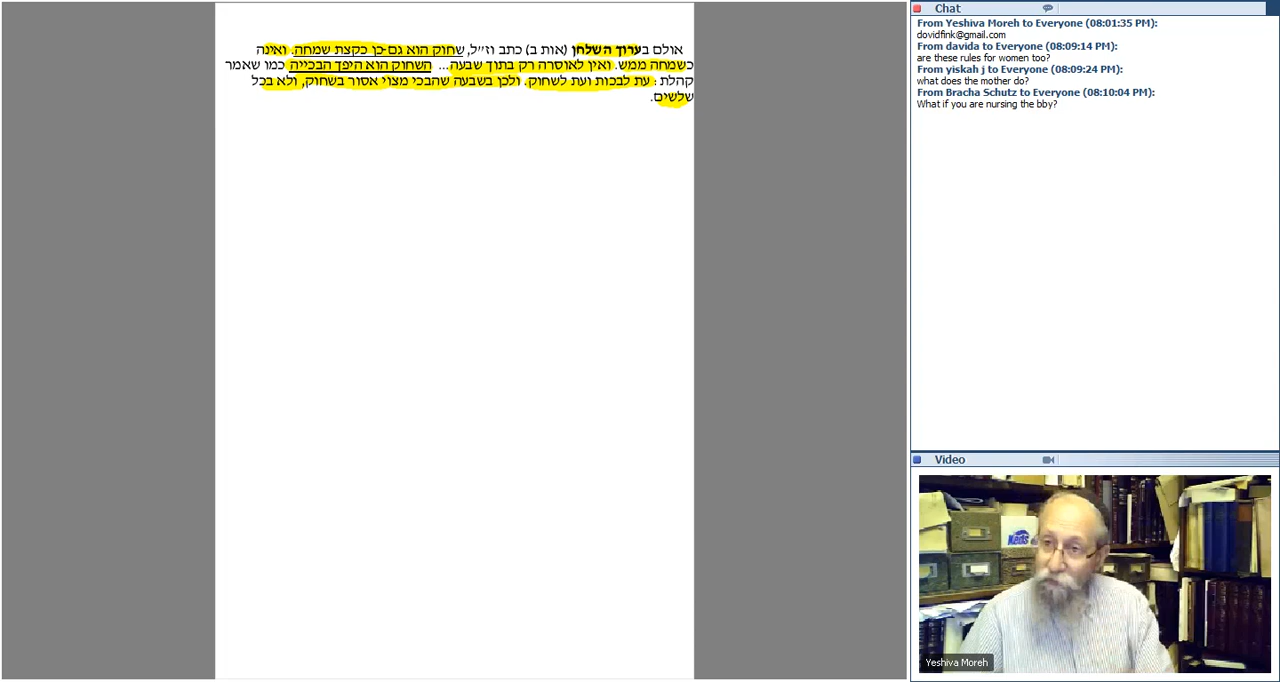 אולם בערוך השלחן (אות ב) כתב וז״ל, שחוק הוא גם-כן כקצת שמחה. ואינה
כשמחה ממש. ואין לאוסרה רק בתוך שבעה... השחוק הוא היפך הבכייה כמו שאמר
קהלת: עת לבכות ועת לשחוק. ולכן בשבעה שהבכי מצוי אסור בשחוק, ולא בכל
שלשים.
Chat
From Yeshiva Moreh to Everyone (08:01:35 PM):
dovidfink@gmail.com
From davida to Everyone (08:09:14 PM):
are these rules for women too?
From yiskah j to Everyone (08:09:24 PM):
what does the mother do?
From Bracha Schutz to Everyone (08:10:04 PM):
What if you are nursing the bby?
Video
Keds
Yeshiva Moreh